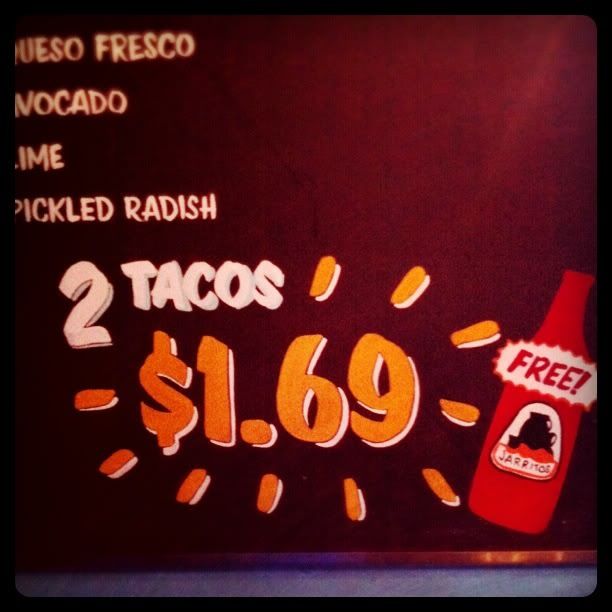 UESO FRESCO
VOCADO
IME
PICKLED RADISH
2 TACOS
$1.69
FREE!
JARRITOS